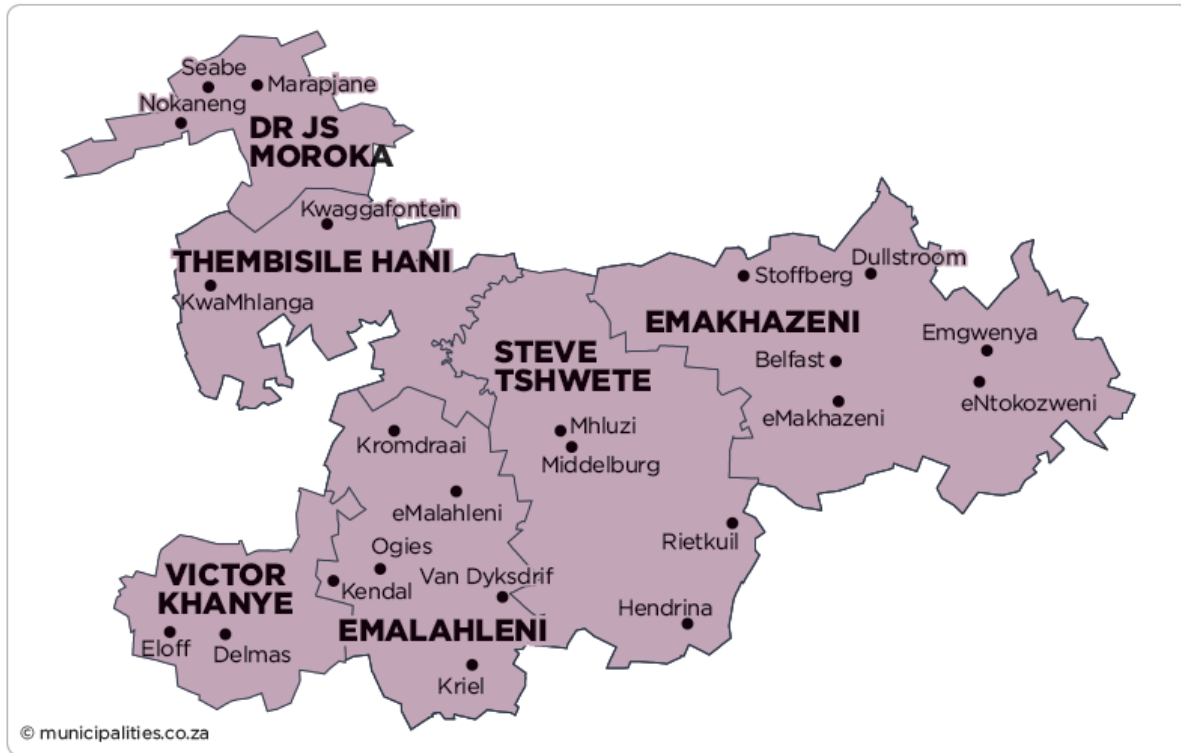 Seabe
Marapjane
Nokaneng
DR JS
MOROKA
Kwaggafontein
THEMBISILE HANI
KwaMhlanga
Dullstroom
Stoffberg
EMAKHAZENI
Emgwenya
Belfast
eNtokozweni
eMakhazeni
STEVE
TSHWETE
Mhluzi
Middelburg
Kromdraai
eMalahleni
Rietkuil
Ogies
Van Dyksdrif
Kendal
Hendrina
VICTOR
KHANYE
EMALAHLENI
Eloff
Delmas
Kriel
© municipalities.co.za